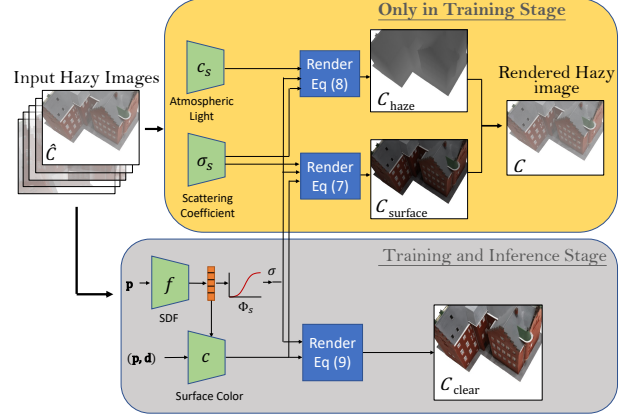 Only in Training Stage
Input Hazy Images
Ĉ
c_s
Atmospheric
Light
σ_s
Scattering
Coefficient
Render
Eq (8)
Render
Eq (7)
C_haze
C_surface
Rendered Hazy
image
C
Training and Inference Stage
p
f
SDF
Φ_s
σ
(p, d)
c
Surface Color
Render
Eq (9)
C_clear